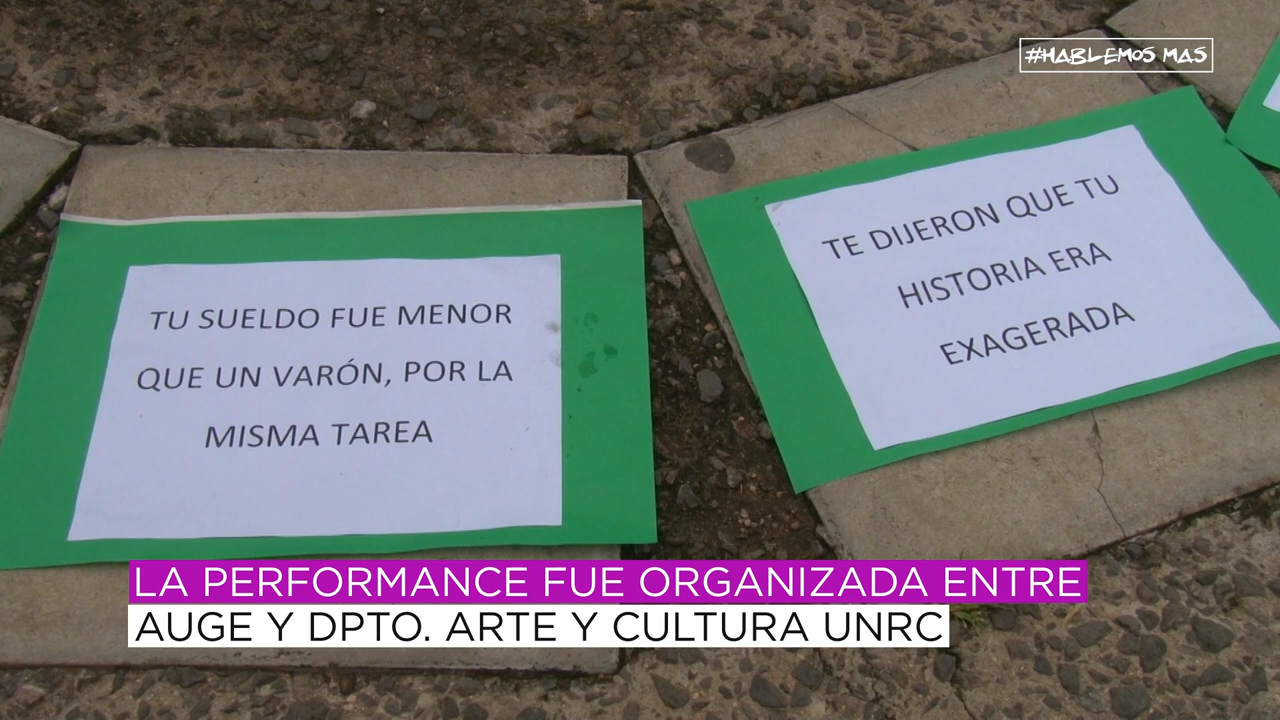 #HABLEMOS MAS
TU SUELDO FUE MENOR
QUE UN VARÓN, POR LA
MISMA TAREA
TE DIJERON QUE TU
HISTORIA ERA
EXAGERADA
LA PERFORMANCE FUE ORGANIZADA ENTRE
AUGE Y DPTO. ARTE Y CULTURA UNRC